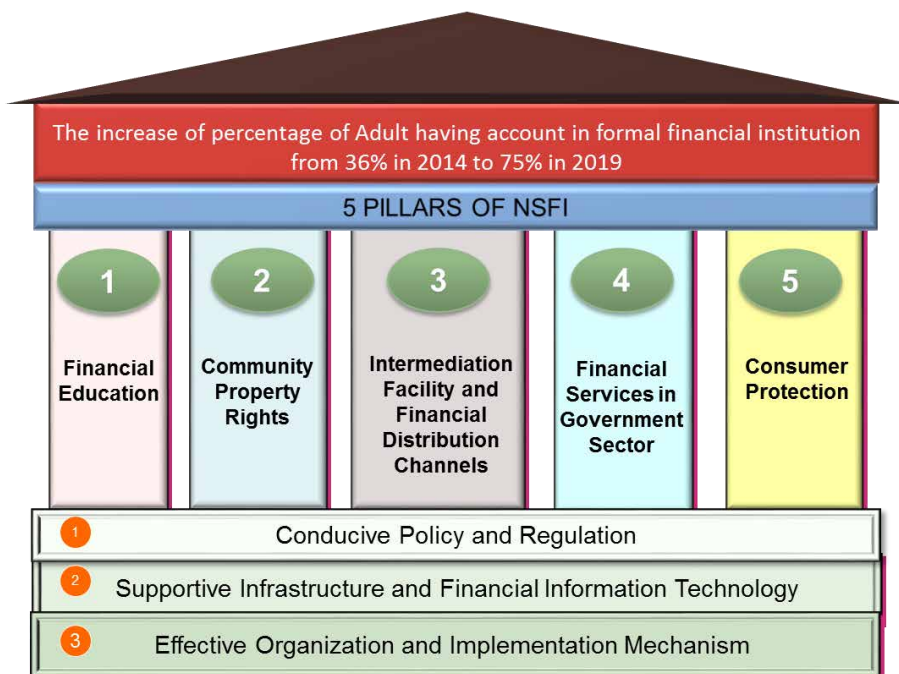 The increase of percentage of Adult having account in formal financial institution
from 36% in 2014 to 75% in 2019
5 PILLARS OF NSFI
1
Financial
Education
2
Community
Property
Rights
3
Intermediation
Facility and
Financial
Distribution
Channels
4
Financial
Services in
Government
Sector
5
Consumer
Protection
1 Conducive Policy and Regulation
2 Supportive Infrastructure and Financial Information Technology
3 Effective Organization and Implementation Mechanism